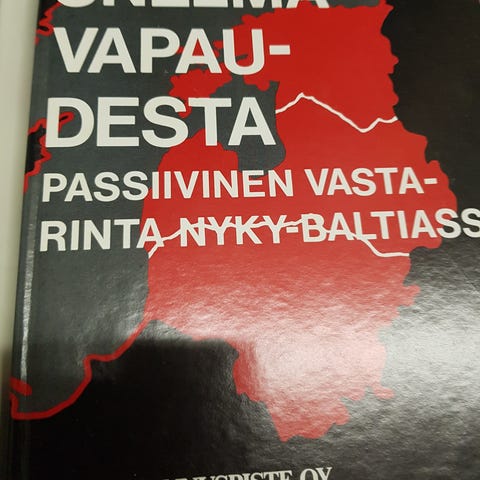 UNELMA
VAPAU-
DESTA
PASSIIVINEN VASTA-
RINTA NYKY-BALTIASS